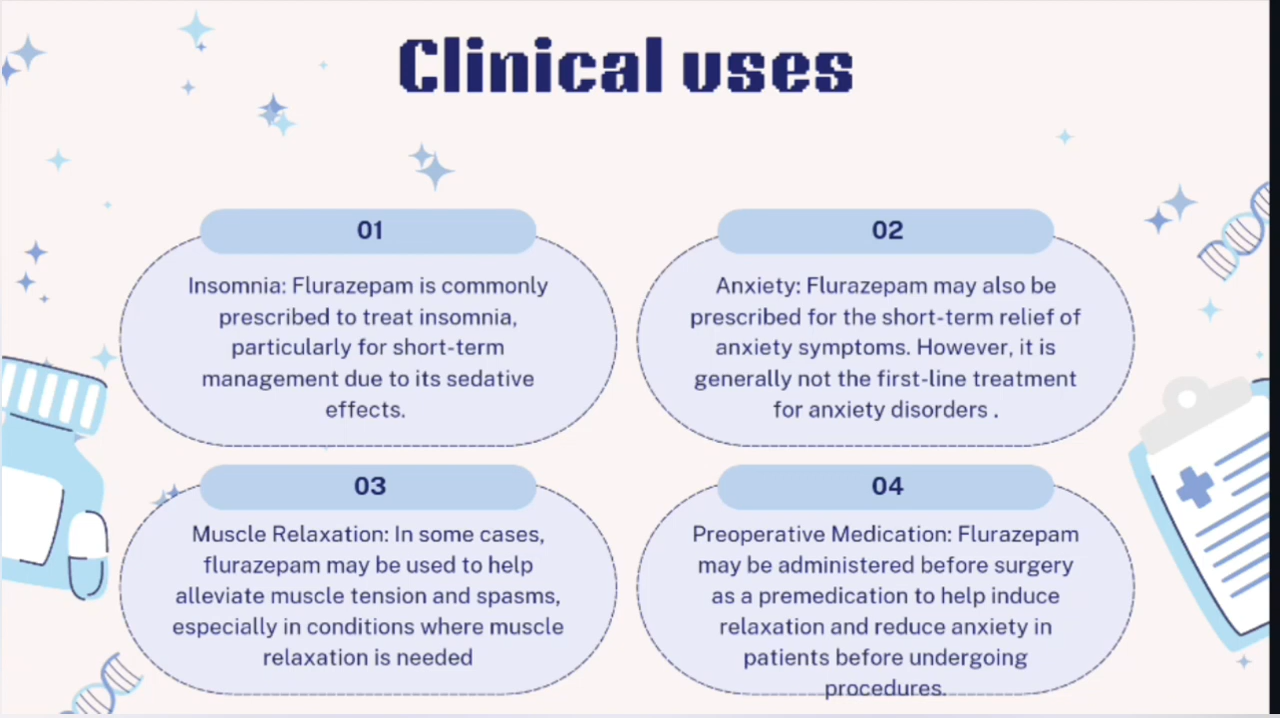 Clinical uses
01
Insomnia: Flurazepam is commonly
prescribed to treat insomnia,
particularly for short-term
management due to its sedative
effects.
02
Anxiety: Flurazepam may also be
prescribed for the short-term relief of
anxiety symptoms. However, it is
generally not the first-line treatment
for anxiety disorders .
03
Muscle Relaxation: In some cases,
flurazepam may be used to help
alleviate muscle tension and spasms,
especially in conditions where muscle
relaxation is needed
04
Preoperative Medication: Flurazepam
may be administered before surgery
as a premedication to help induce
relaxation and reduce anxiety in
patients before undergoing
procedures.